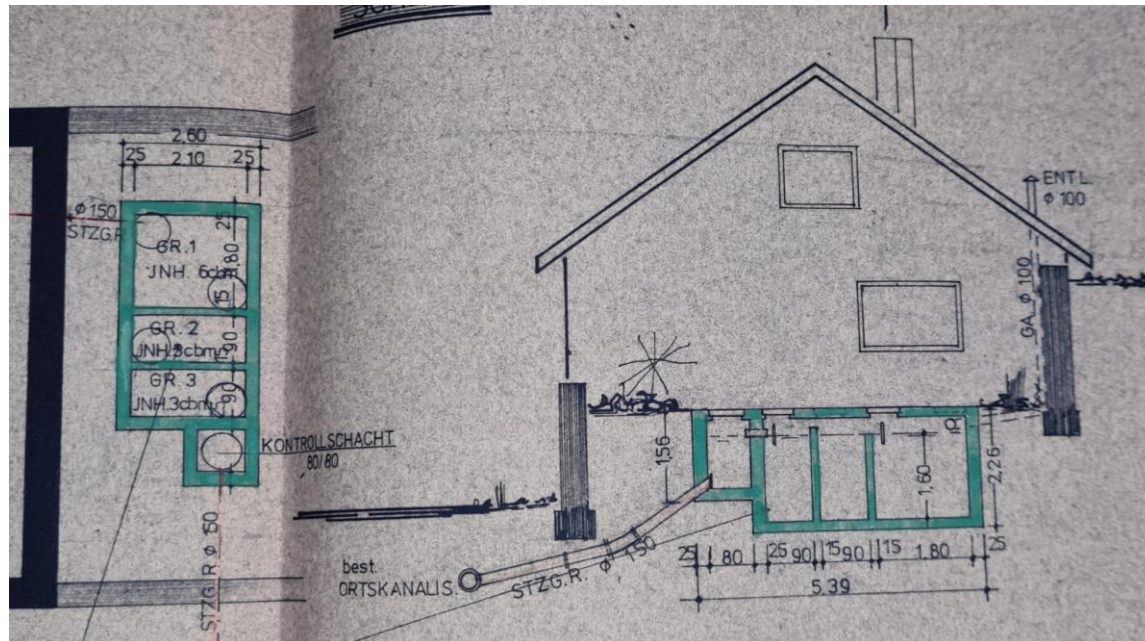 2,60
25 2.10 25
ϕ 150
STZG.R.
25
GR.1
JNH. 6cbm
1,80
15
GR. 2
JNH.3cbm
90
GR. 3
JNH.3cbm
90
KONTROLLSCHACHT
80/80
STZG.R ϕ 150
ENTL.
ϕ 100
GA. ϕ 100
1,56
1,60
2,26
best.
ORTSKANALIS.
STZG.R. ϕ 150
25 80 25 90 15 90 15 1.80 25
5.39